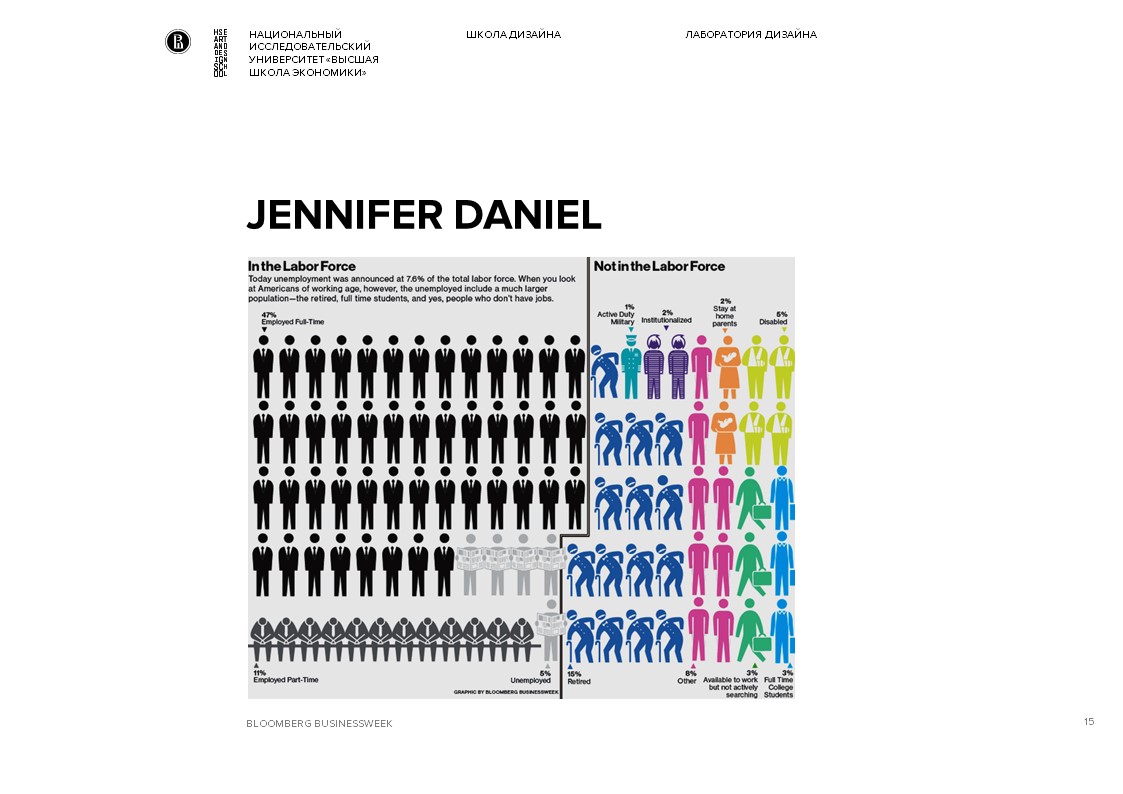 HSE
ART
AND
DES
IGN
SCH
OOL
НАЦИОНАЛЬНЫЙ
ИССЛЕДОВАТЕЛЬСКИЙ
УНИВЕРСИТЕТ «ВЫСШАЯ
ШКОЛА ЭКОНОМИКИ»
ШКОЛА ДИЗАЙНА
ЛАБОРАТОРИЯ ДИЗАЙНА
JENNIFER DANIEL
In the Labor Force
Today unemployment was announced at 7.6% of the total labor force. When you look
at Americans of working age, however, the unemployed include a much larger
population—the retired, full time students, and yes, people who don't have jobs.
47%
Employed Full-Time
Not in the Labor Force
1%
Active Duty
Military
2%
Institutionalized
2%
Stay at
home
parents
5%
Disabled
11%
Employed Part-Time
5%
Unemployed
GRAPHIC BY BLOOMBERG BUSINESSWEEK
15%
Retired
8%
Other
3%
Available to work
but not actively
searching
3%
Full Time
College
Students
BLOOMBERG BUSINESSWEEK
15